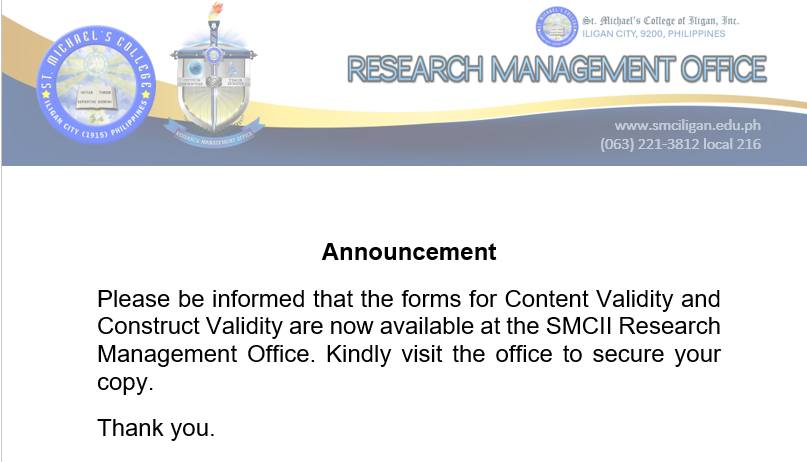 St. Michael's College of Iligan, Inc.
ILIGAN CITY, 9200, PHILIPPINES
RESEARCH MANAGEMENT OFFICE
ST. MICHAEL'S COLLEGE
ILIGAN CITY (1915) PHILIPPINES
RESEARCH MANAGEMENT OFFICE
www.smciligan.edu.ph
(063) 221-3812 local 216
Announcement
Please be informed that the forms for Content Validity and
Construct Validity are now available at the SMCII Research
Management Office. Kindly visit the office to secure your
copy.
Thank you.